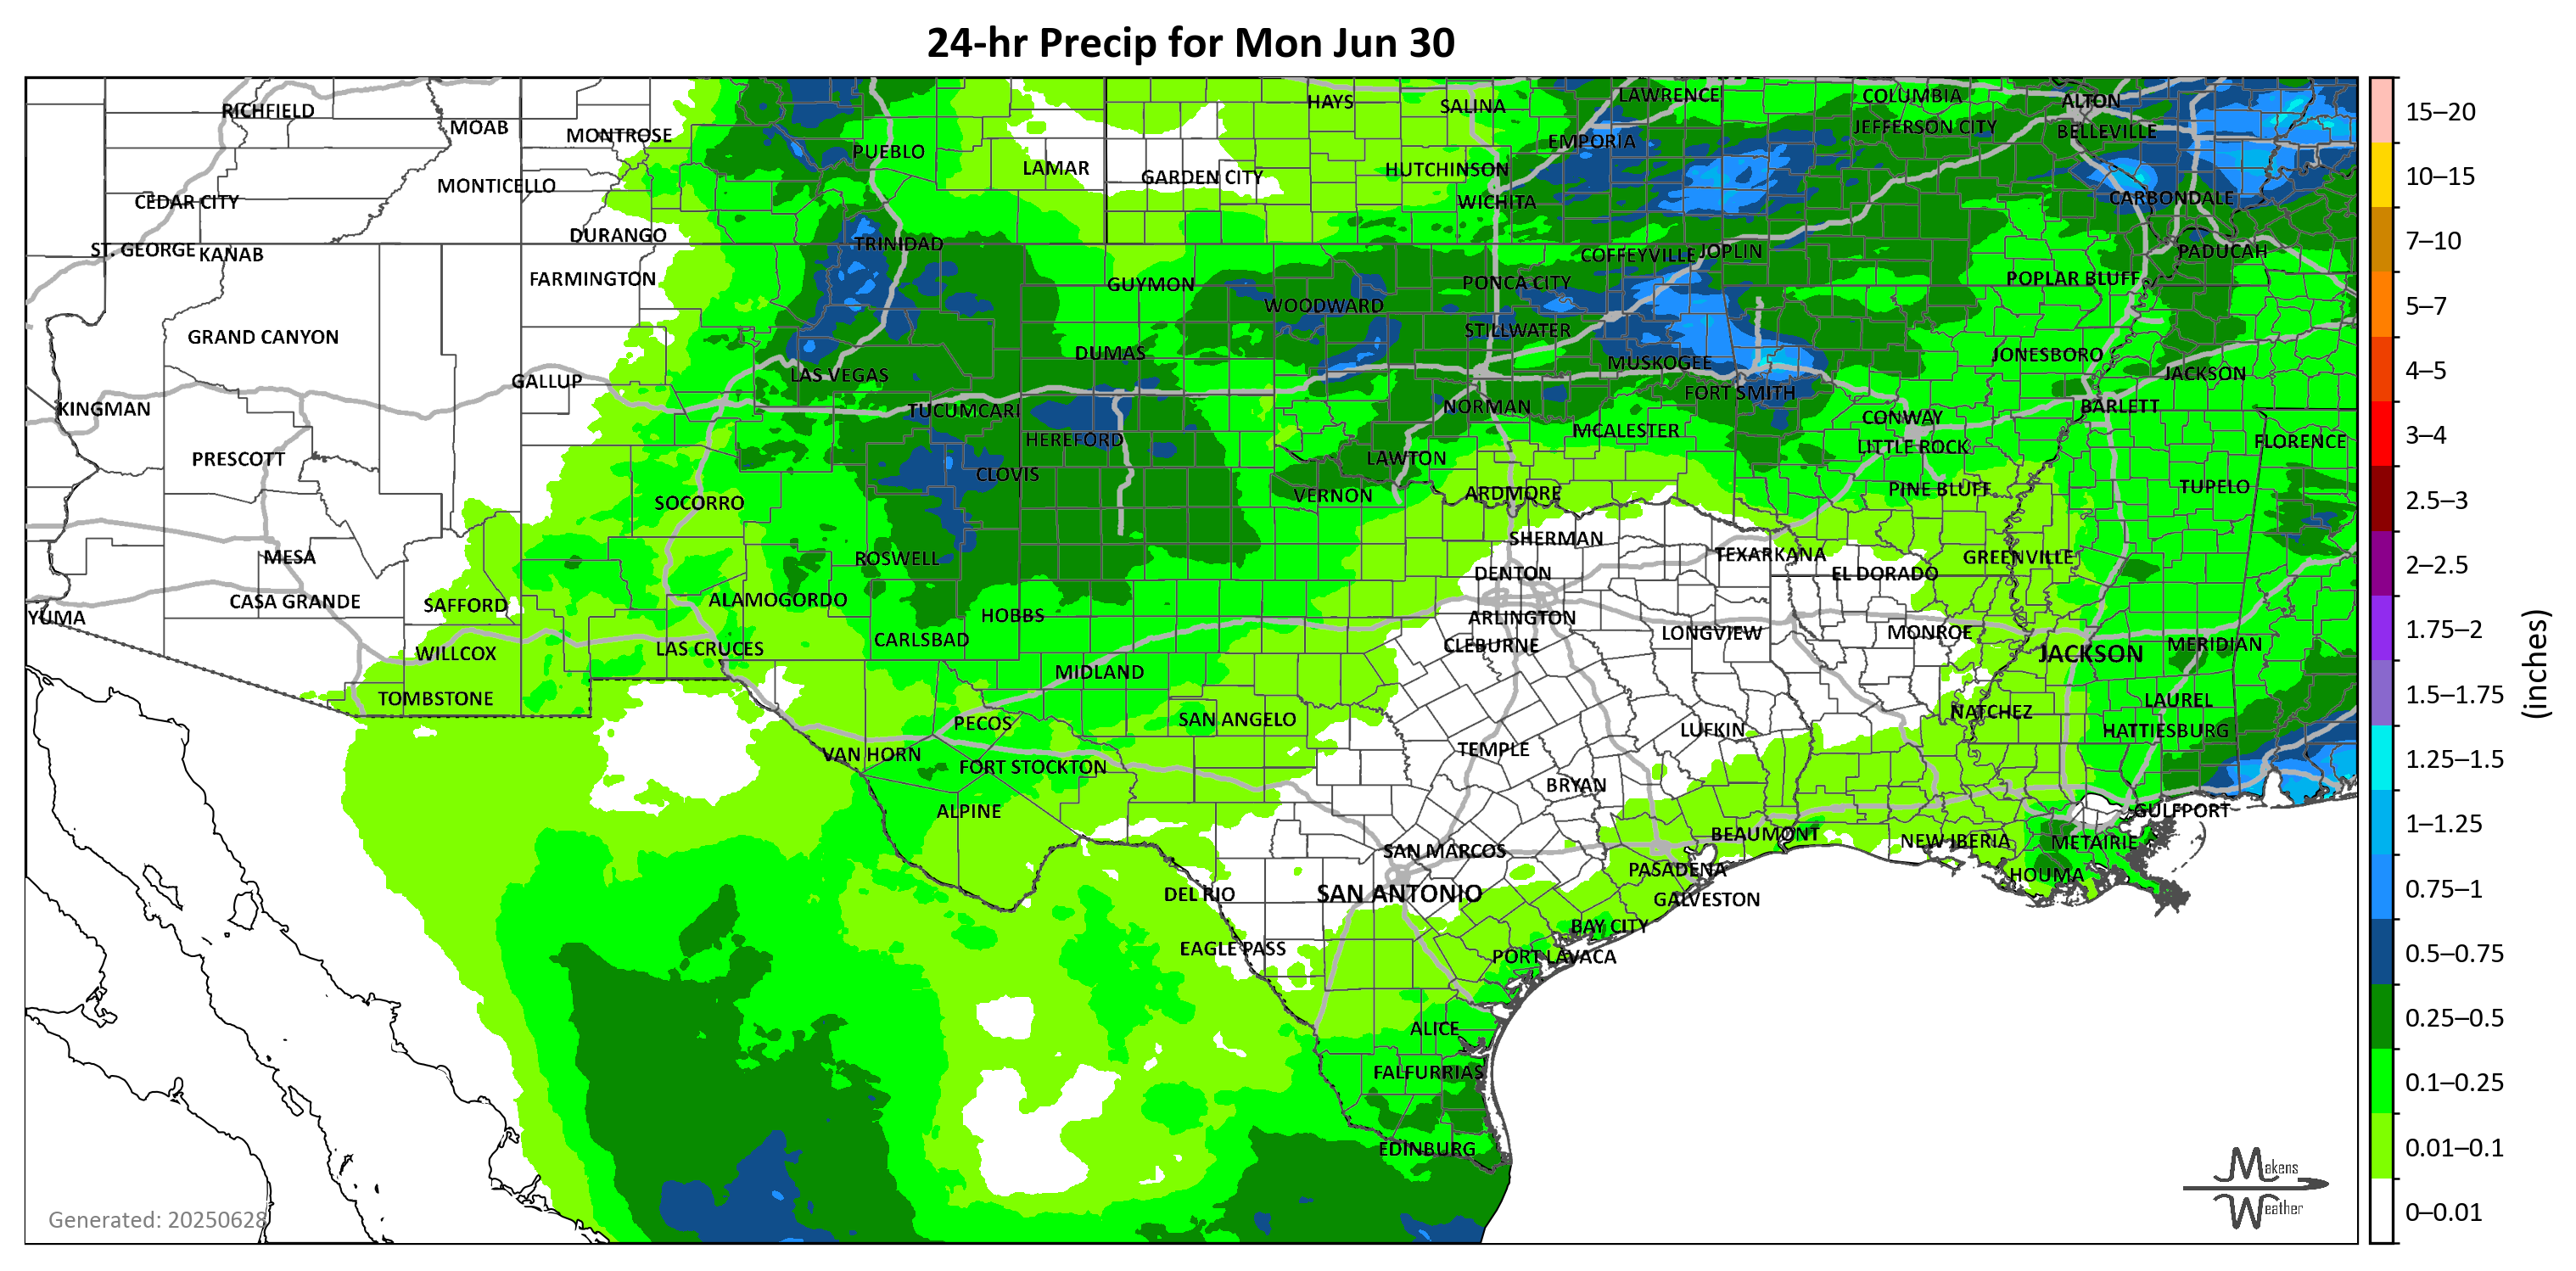 24-hr Precip for Mon Jun 30
RICHFIELD
MOAB
MONTROSE
PUEBLO
LAMAR
HAYS
SALINA
LAWRENCE
COLUMBIA
ALTON
EMPORIA
JEFFERSON CITY
BELLEVILLE
MONTICELLO
GARDEN CITY
HUTCHINSON
CEDAR CITY
WICHITA
CARBONDALE
DURANGO
TRINIDAD
ST. GEORGE
KANAB
COFFEYVILLE
JOPLIN
PADUCAH
FARMINGTON
GUYMON
PONCA CITY
POPLAR BLUFF
WOODWARD
GRAND CANYON
STILLWATER
DUMAS
MUSKOGEE
JONESBORO
GALLUP
LAS VEGAS
JACKSON
FORT SMITH
KINGMAN
TUCUMCARI
NORMAN
CONWAY
BARLETT
HEREFORD
MCALESTER
LITTLE ROCK
FLORENCE
PRESCOTT
CLOVIS
LAWTON
SOCORRO
VERNON
ARDMORE
PINE BLUFF
TUPELO
MESA
ROSWELL
SHERMAN
TEXARKANA
GREENVILLE
DENTON
EL DORADO
CASA GRANDE
SAFFORD
ALAMOGORDO
YUMA
HOBBS
ARLINGTON
WILLCOX
LAS CRUCES
CARLSBAD
CLEBURNE
LONGVIEW
MONROE
JACKSON
MERIDIAN
TOMBSTONE
MIDLAND
LAUREL
PECOS
SAN ANGELO
NATCHEZ
VAN HORN
TEMPLE
LUFKIN
HATTIESBURG
FORT STOCKTON
BRYAN
ALPINE
GULFPORT
BEAUMONT
NEW IBERIA
METAIRIE
SAN MARCOS
PASADENA
HOUMA
DEL RIO
SAN ANTONIO
GALVESTON
EAGLE PASS
BAY CITY
PORT LAVACA
ALICE
FALFURRIAS
EDINBURG
Generated: 20250628
Makens
Weather
15–20
10–15
7–10
5–7
4–5
3–4
2.5–3
2–2.5
1.75–2
1.5–1.75
1.25–1.5
1–1.25
0.75–1
0.5–0.75
0.25–0.5
0.1–0.25
0.01–0.1
0–0.01
(inches)